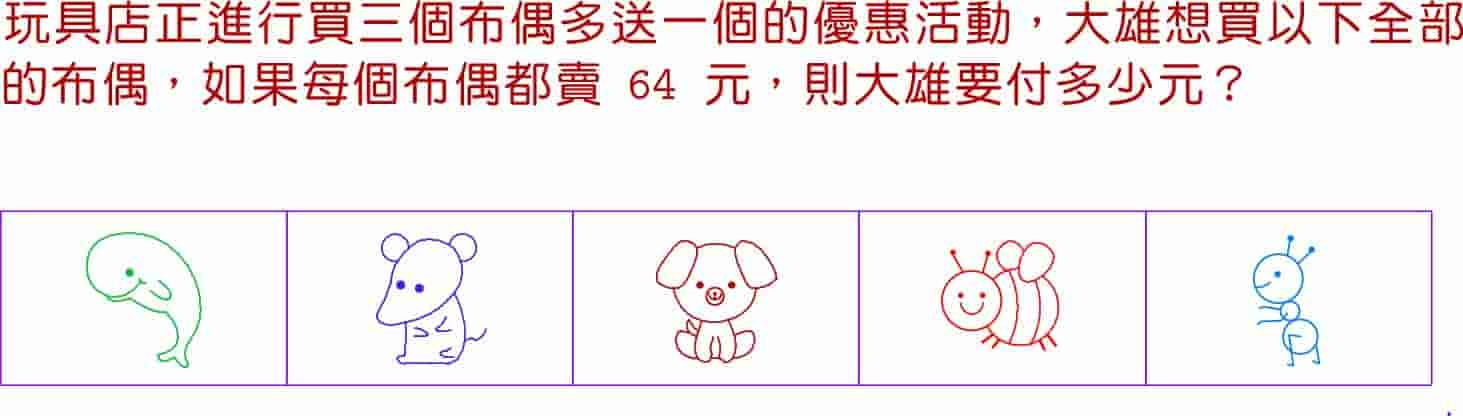 玩具店正進行買三個布偶多送一個的優惠活動，大雄想買以下全部
的布偶，如果每個布偶都賣 64 元，則大雄要付多少元？